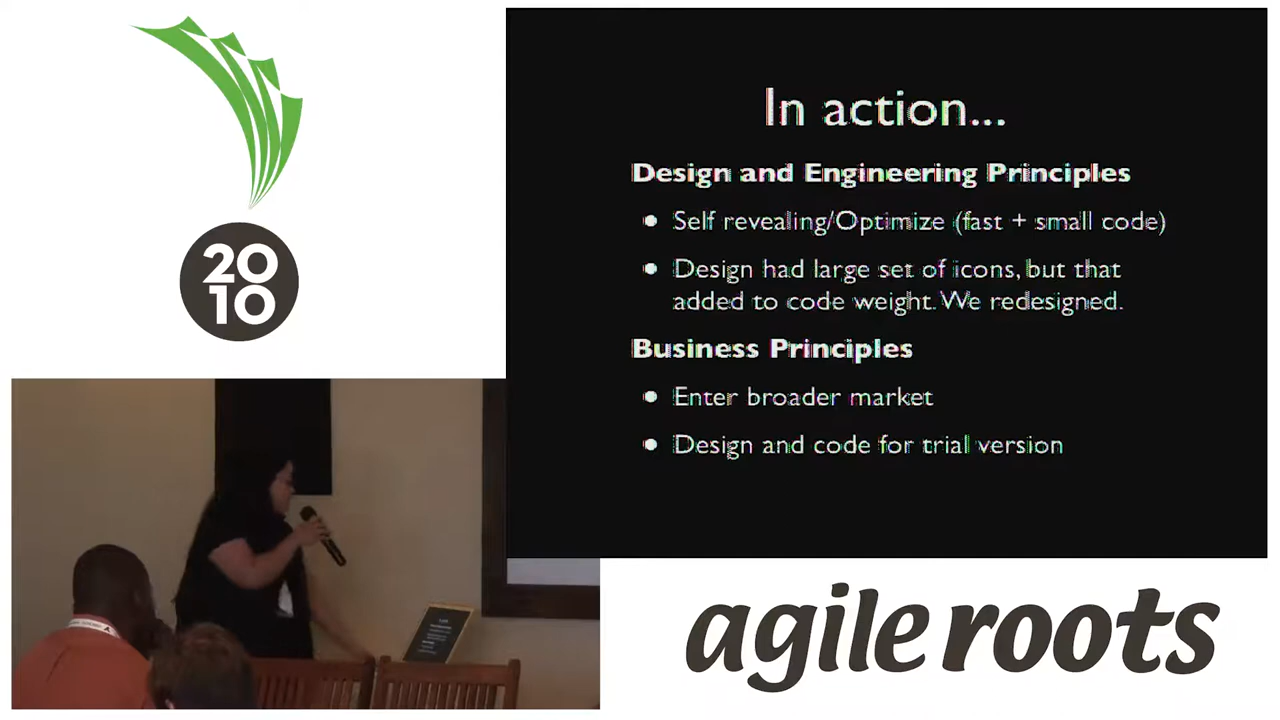 20
10
In action...
Design and Engineering Principles
Self revealing/Optimize (fast + small code)
Design had large set of icons, but that
added to code weight. We redesigned.
Business Principles
Enter broader market
Design and code for trial version
agile roots